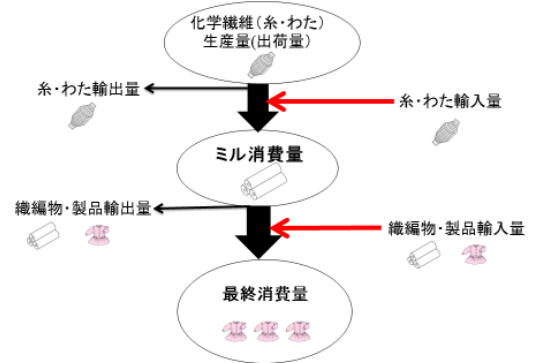 化学繊維（糸・わた）
生産量(出荷量）
糸・わた輸出量
糸・わた輸入量
ミル消費量
織編物・製品輸出量
織編物・製品輸入量
最終消費量